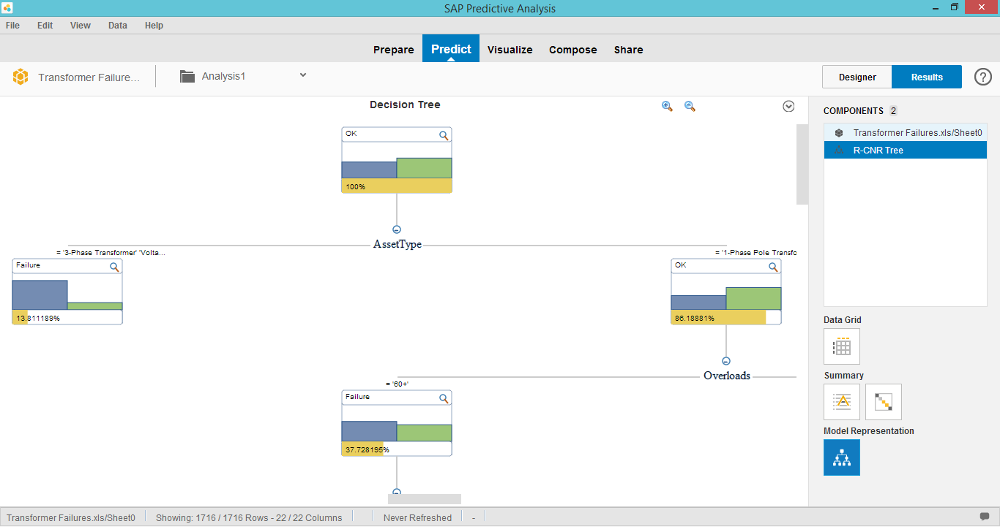 SAP Predictive Analysis
File Edit View Data Help
Prepare Predict Visualize Compose Share
Transformer Failure... Analysis1 Designer Results ?
Decision Tree
COMPONENTS 2
Transformer Failures.xls/Sheet0
R-CNR Tree
OK
100%
AssetType
= '3-Phase Transformer' 'Volta...
= '1-Phase Pole Transfo
Failure
13.811189%
OK
86.18881%
Overloads
= '60+'
Failure
37.728195%
Data Grid
Summary
Model Representation
Transformer Failures.xls/Sheet0 Showing: 1716 / 1716 Rows - 22 / 22 Columns Never Refreshed -